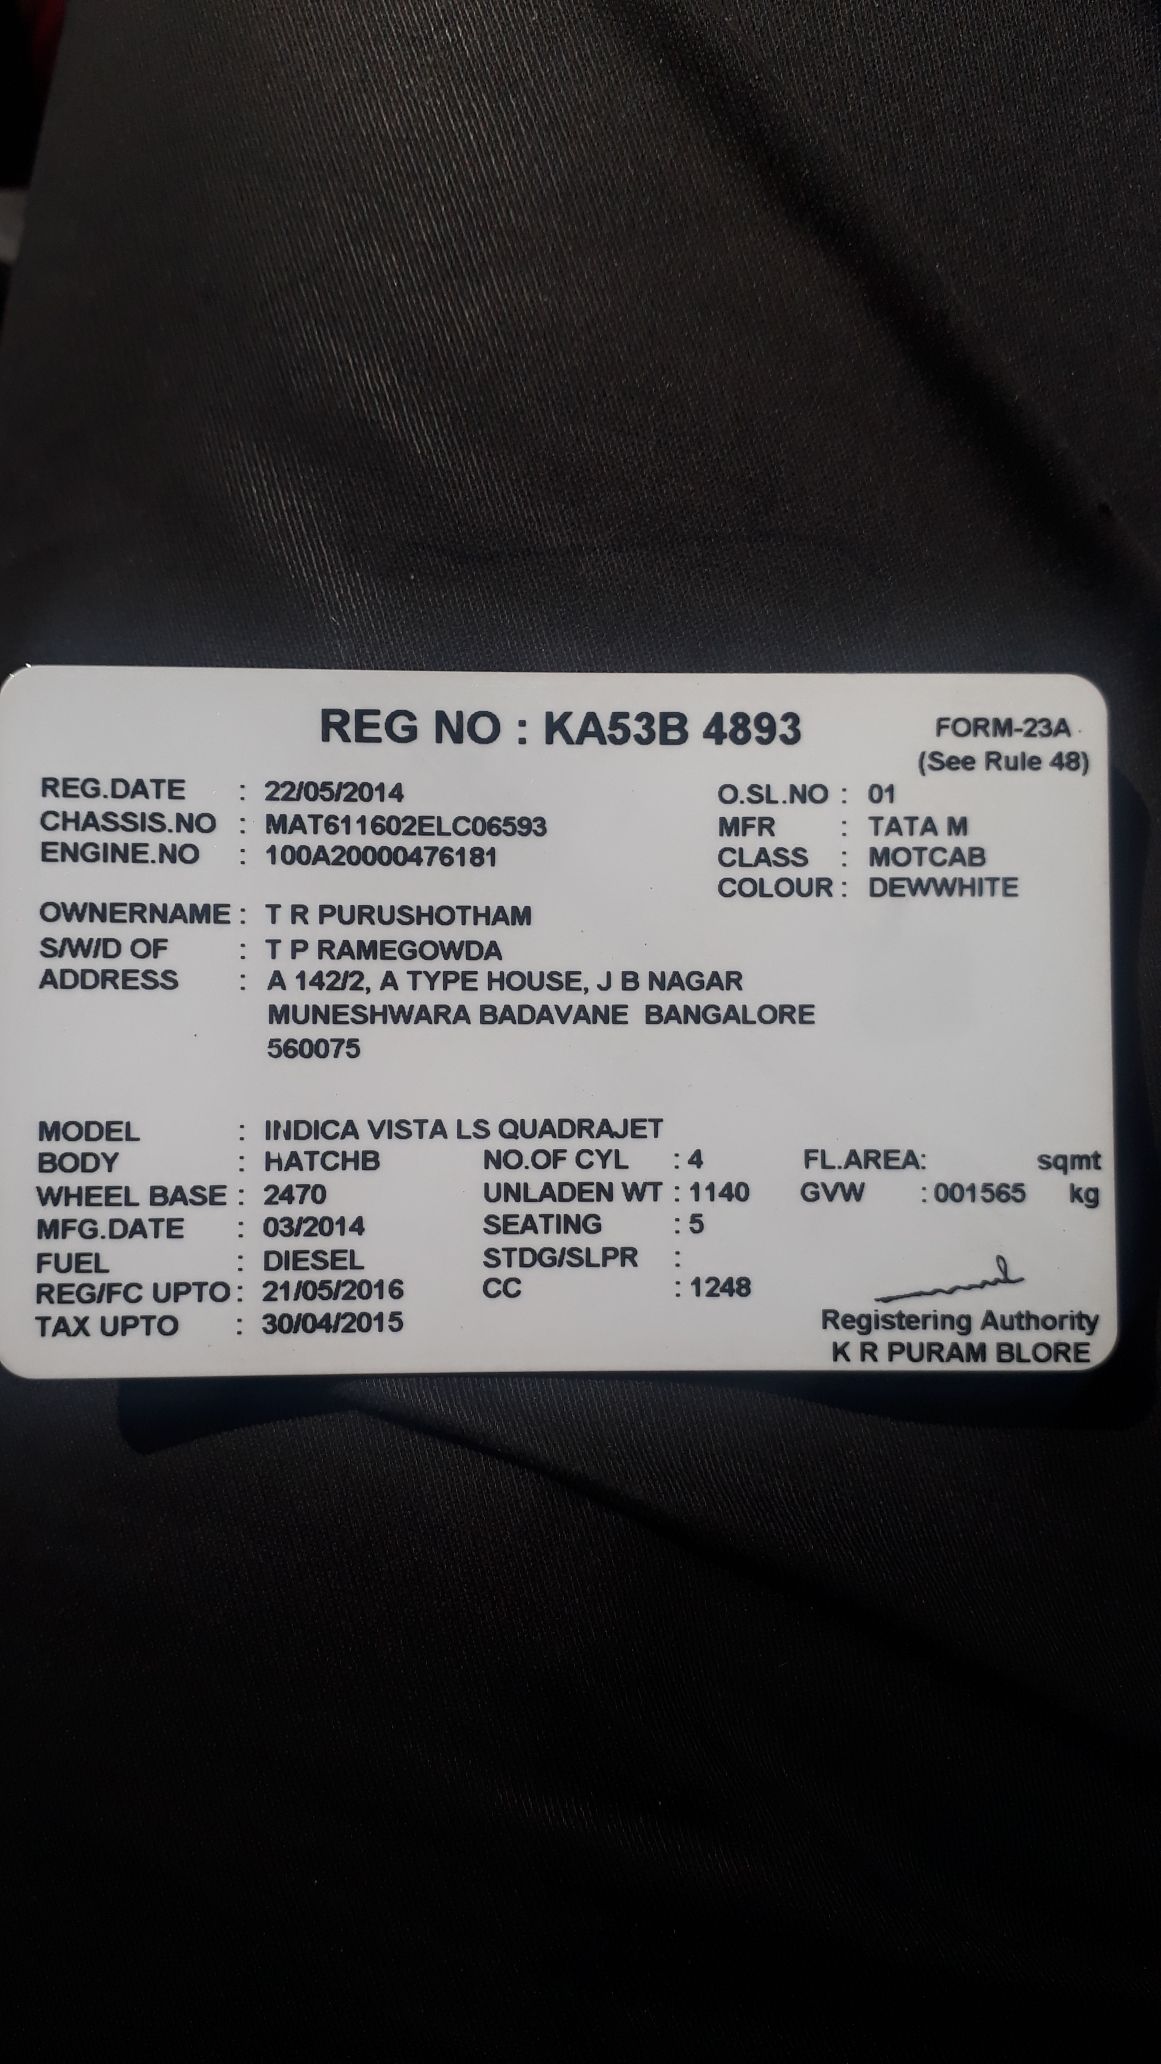 REG NO : KA53B 4893
FORM-23A
(See Rule 48)
REG.DATE : 22/05/2014 O.SL.NO : 01
CHASSIS.NO : MAT611602ELC06593 MFR : TATA M
ENGINE.NO : 100A20000476181 CLASS : MOTCAB
COLOUR : DEWWHITE
OWNERNAME : T R PURUSHOTHAM
S/W/D OF : T P RAMEGOWDA
ADDRESS : A 142/2, A TYPE HOUSE, J B NAGAR
MUNESHWARA BADAVANE BANGALORE
560075
MODEL : INDICA VISTA LS QUADRAJET
BODY : HATCHB NO.OF CYL : 4 FL.AREA: sqmt
WHEEL BASE : 2470 UNLADEN WT : 1140 GVW : 001565 kg
MFG.DATE : 03/2014 SEATING : 5
FUEL : DIESEL STDG/SLPR :
REG/FC UPTO : 21/05/2016 CC : 1248
TAX UPTO : 30/04/2015 Registering Authority
K R PURAM BLORE